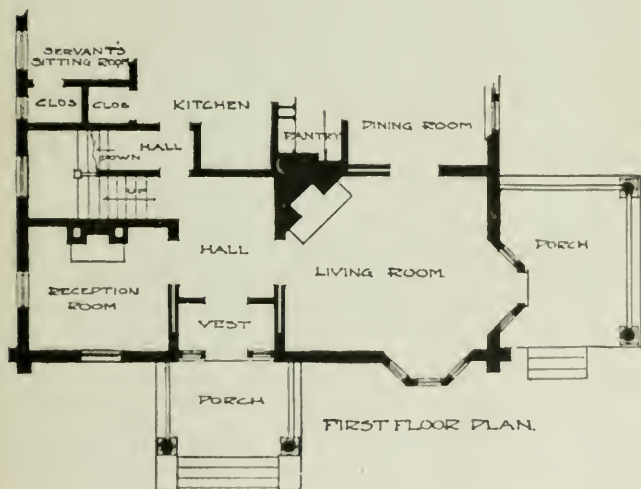 SERVANT'S
SITTING ROOM
CLOS
CLOS
KITCHEN
PANTRY
DINING ROOM
HALL
DOWN
UP
HALL
PORCH
LIVING ROOM
RECEPTION
ROOM
VEST
PORCH
FIRST FLOOR PLAN.